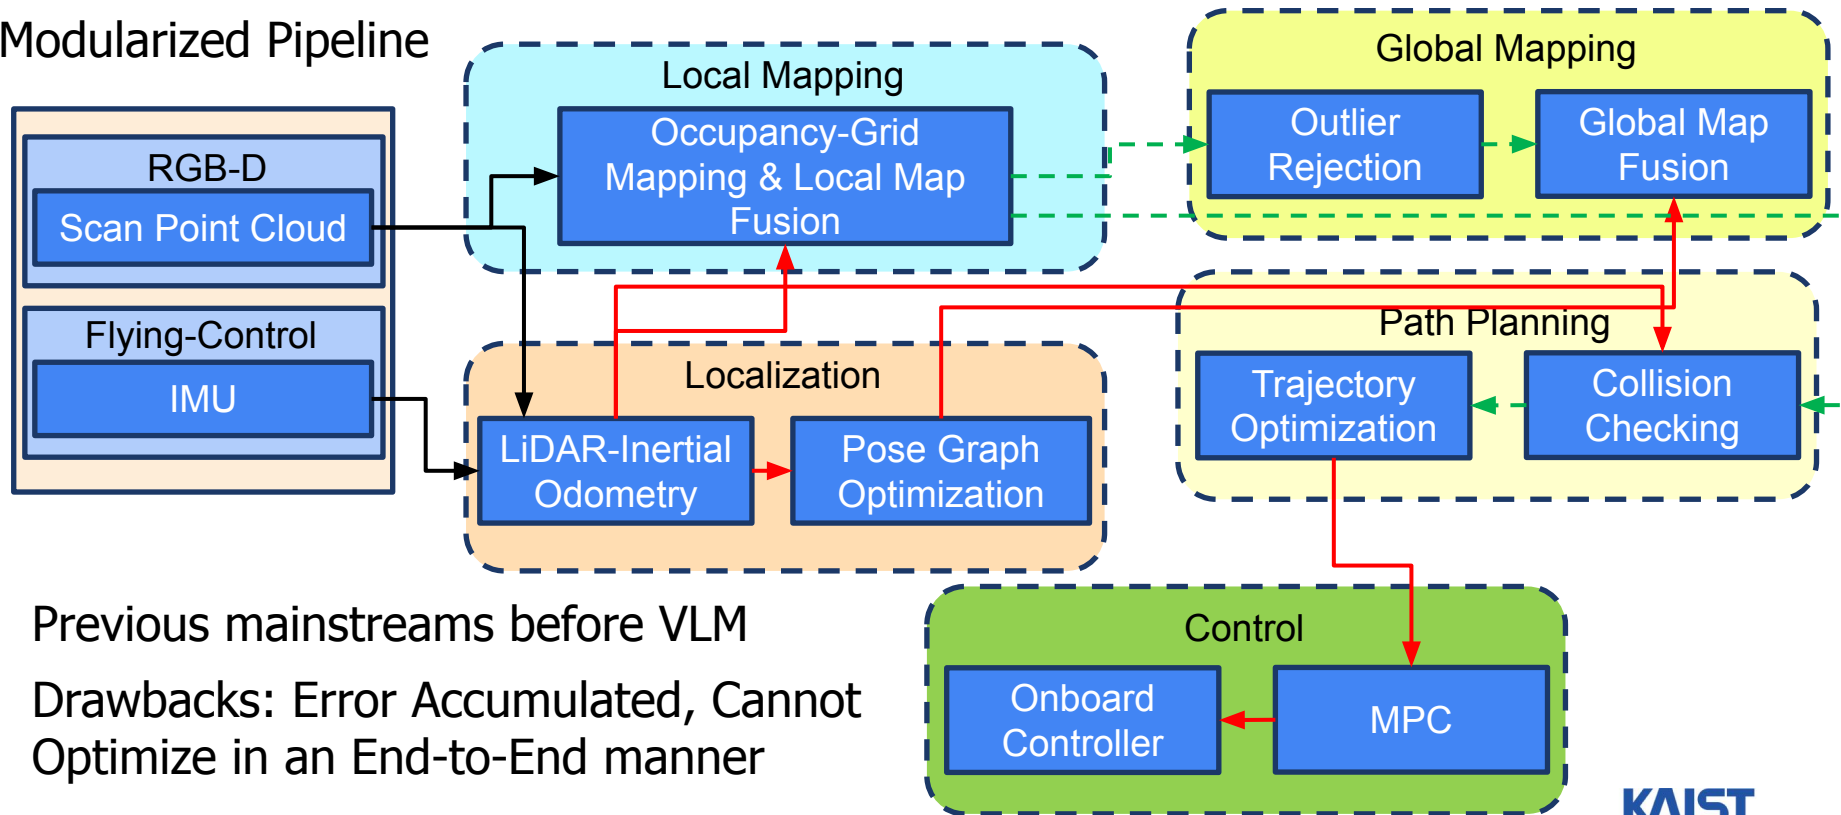 Modularized Pipeline
RGB-D
Scan Point Cloud
Flying-Control
IMU
Local Mapping
Occupancy-Grid
Mapping & Local Map
Fusion
Localization
LiDAR-Inertial
Odometry
Pose Graph
Optimization
Global Mapping
Outlier
Rejection
Global Map
Fusion
Path Planning
Trajectory
Optimization
Collision
Checking
Control
Onboard
Controller
MPC
Previous mainstreams before VLM
Drawbacks: Error Accumulated, Cannot
Optimize in an End-to-End manner
KAIST